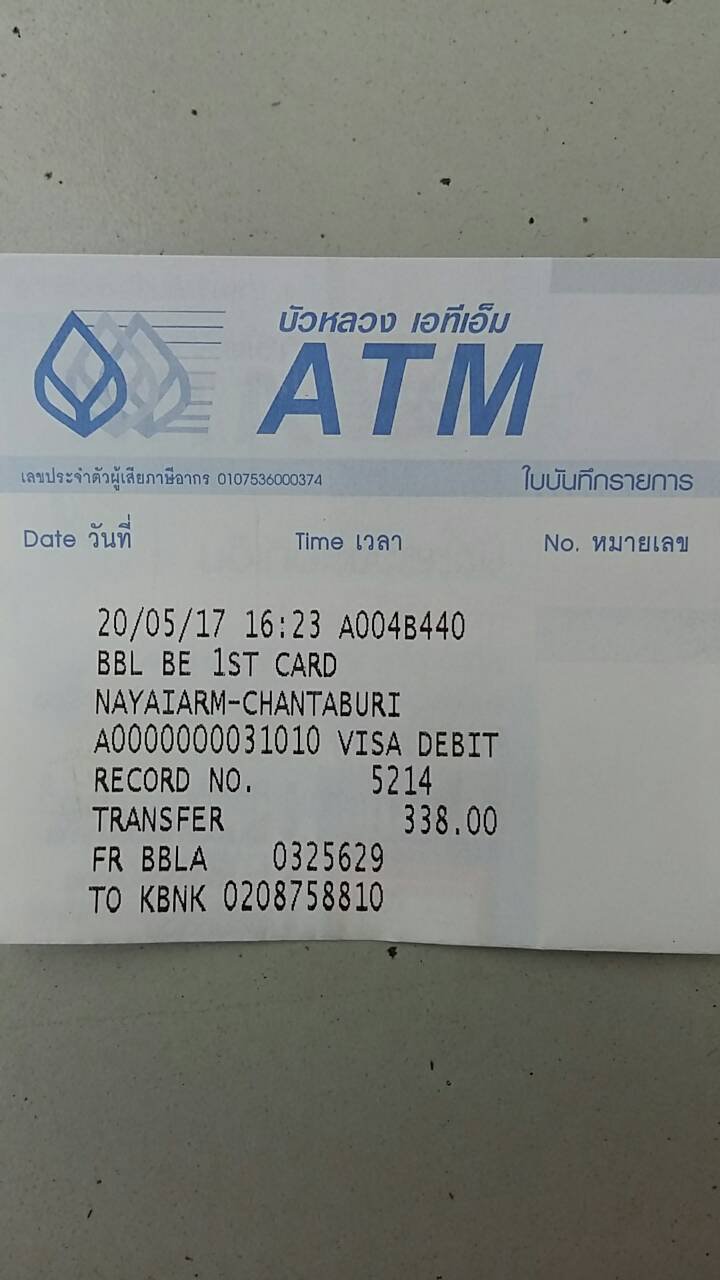 บัวหลวง เอทีเอ็ม
ATM
เลขประจำตัวผู้เสียภาษีอากร 0107536000374 ใบบันทึกรายการ
Date วันที่ Time เวลา No. หมายเลข
20/05/17 16:23 A004B440
BBL BE 1ST CARD
NAYAIARM-CHANTABURI
A0000000031010 VISA DEBIT
RECORD NO. 5214
TRANSFER 338.00
FR BBLA 0325629
TO KBNK 0208758810